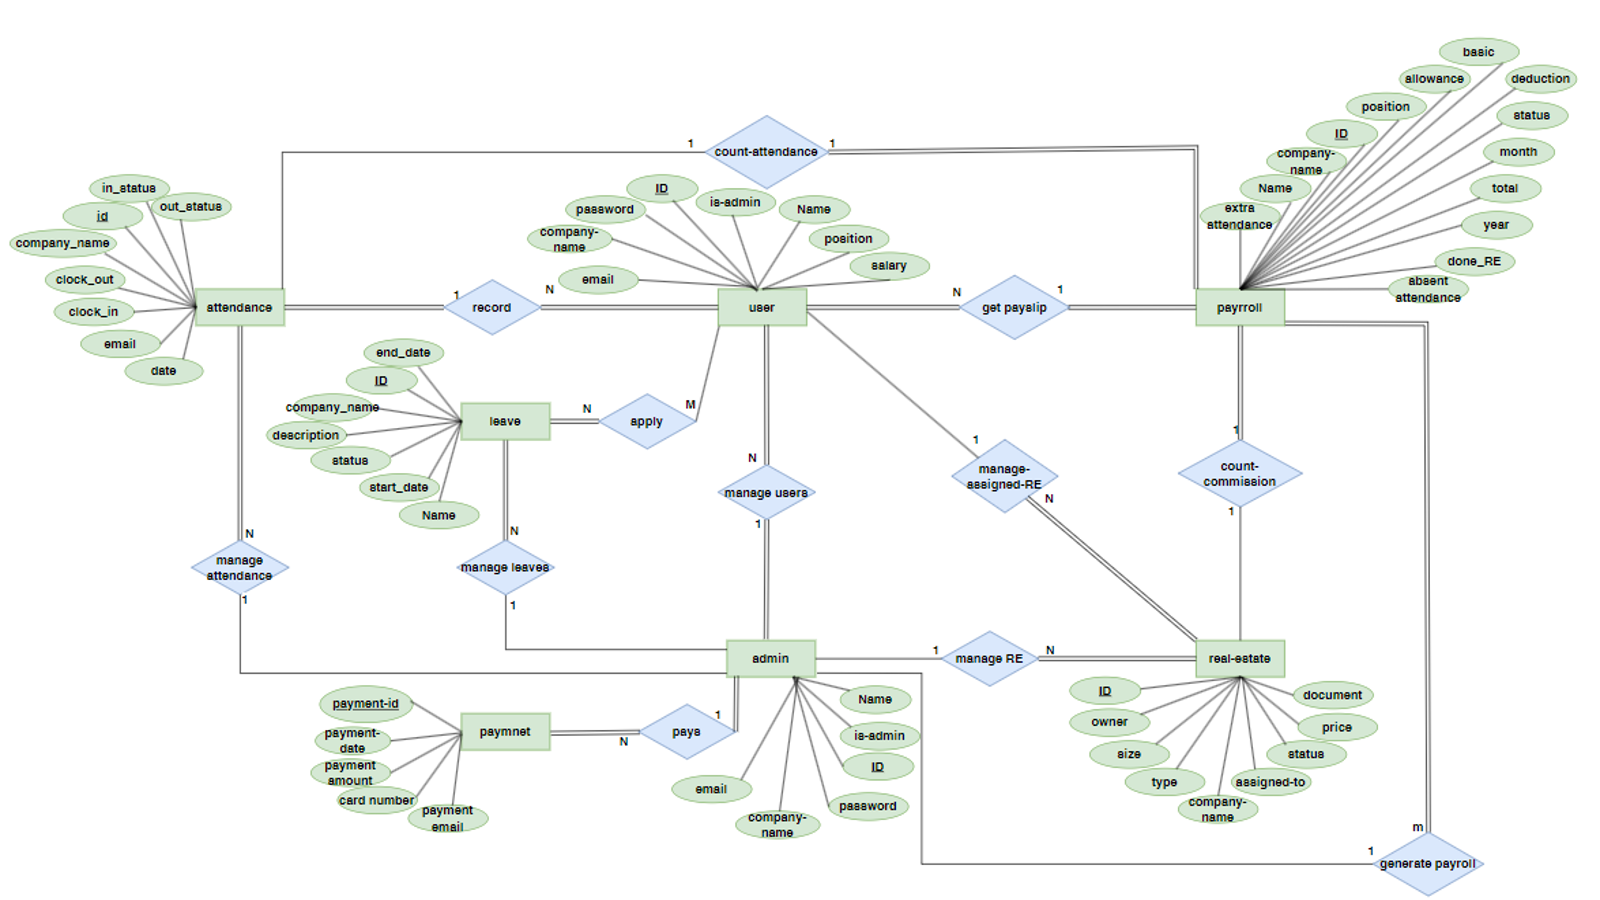 basic
allowance
deduction
position
status
ID
company-
name
month
Name
total
extra
attendance
year
done_RE
absent
attendance
1
count-attendance
1
in_status
id
out_status
company_name
clock_out
clock_in
email
date
attendance
ID
is-admin
password
Name
company-
name
position
email
salary
1
record
N
user
N
get payslip
1
payrroll
end_date
ID
company_name
description
status
start_date
Name
leave
N
apply
M
1
manage-
assigned-RE
N
1
count-
commission
1
N
manage users
1
N
manage
attendance
1
N
manage leaves
1
admin
1
manage RE
N
real-estate
payment-id
payment-
date
payment
amount
card number
payment
email
paymnet
N
pays
1
Name
is-admin
ID
password
email
company-
name
ID
owner
size
type
company-
name
assigned-to
status
price
document
m
1
generate payroll